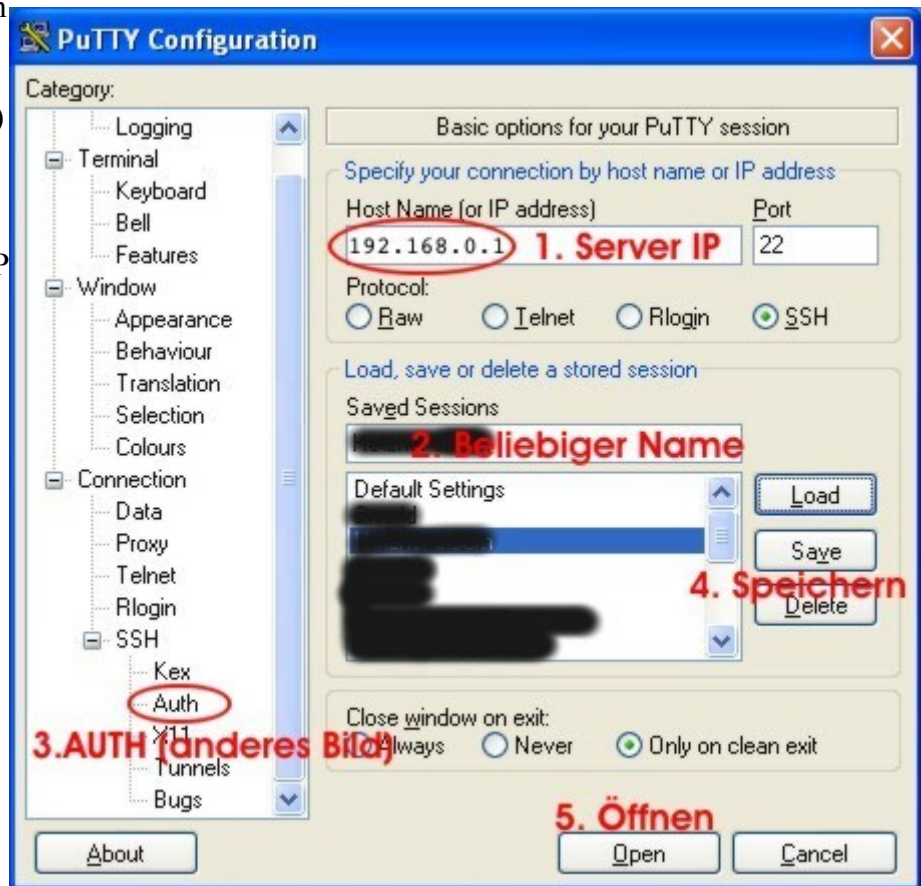 n
PuTTY Configuration
Category:
)
P
Logging
Terminal
Keyboard
Bell
Features
Window
Appearance
Behaviour
Translation
Selection
Colours
Connection
Data
Proxy
Telnet
Rlogin
SSH
Kex
Auth
X11
3.AUTH (anderes Bild)
Tunnels
Bugs
Basic options for your PuTTY session
Specify your connection by host name or IP address
Host Name (or IP address) Port
192.168.0.1 1. Server IP 22
Protocol:
Raw Telnet Rlogin SSH
Load, save or delete a stored session
Saved Sessions
2. Beliebiger Name
Default Settings
Load
Save
4. Speichern
Delete
Close window on exit:
Always Never Only on clean exit
5. Öffnen
About Open Cancel